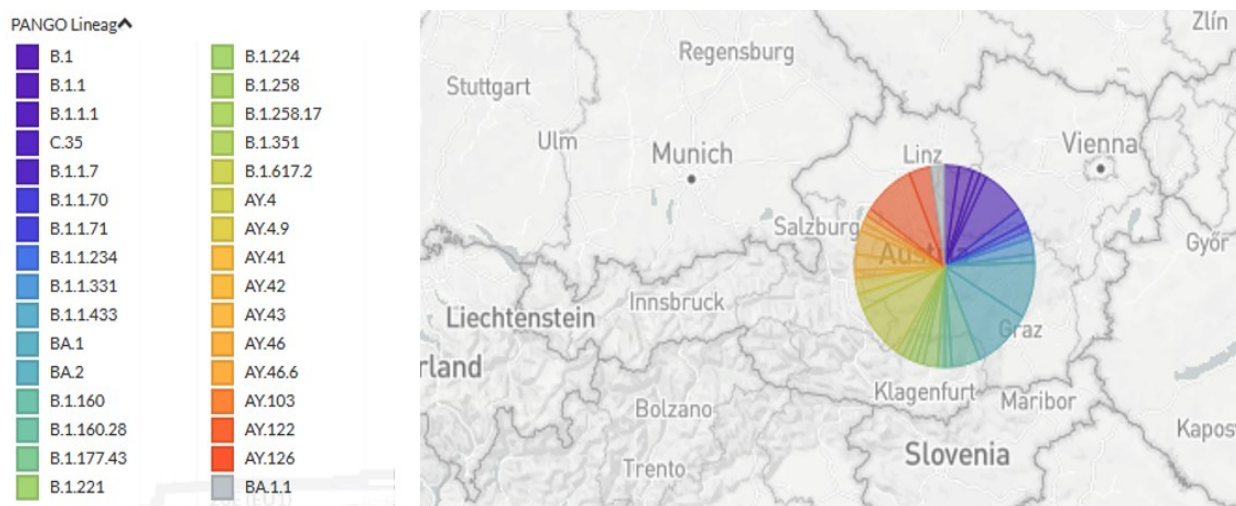 PANGO Lineag
B.1
B.1.1
B.1.1.1
C.35
B.1.1.7
B.1.1.70
B.1.1.71
B.1.1.234
B.1.1.331
B.1.1.433
BA.1
BA.2
B.1.160
B.1.160.28
B.1.177.43
B.1.221
B.1.224
B.1.258
B.1.258.17
B.1.351
B.1.617.2
AY.4
AY.4.9
AY.41
AY.42
AY.43
AY.46
AY.46.6
AY.103
AY.122
AY.126
BA.1.1
20E (EU1)
Zlín
Regensburg
Stuttgart
Ulm
Munich
Linz
Vienna
Salzburg
Austria
Győr
Innsbruck
Liechtenstein
Graz
rland
Klagenfurt
Maribor
Bolzano
Kapos
Slovenia
Trento